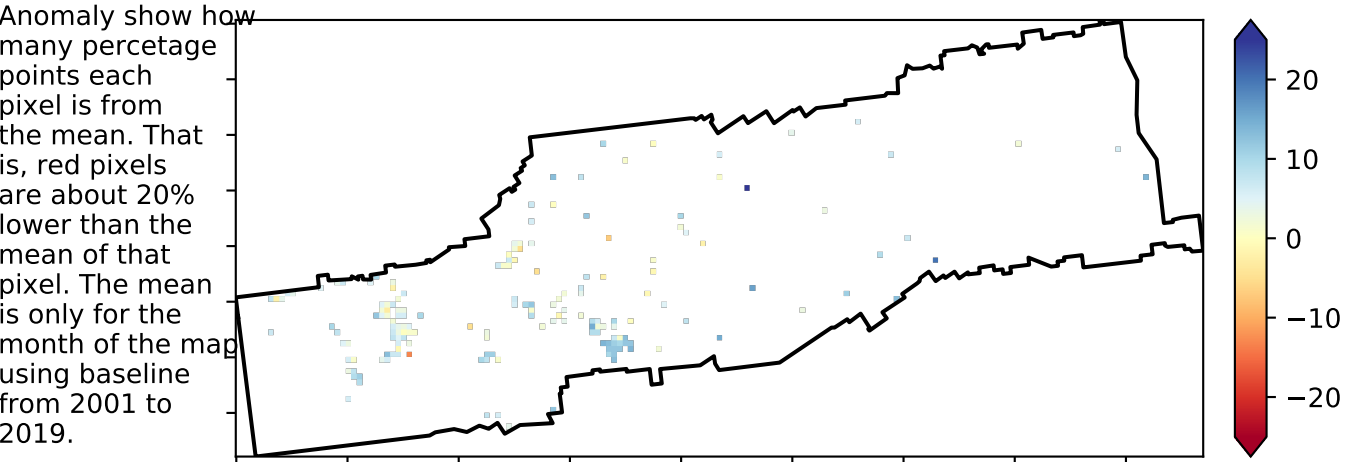 Anomaly show how
many percetage
points each
pixel is from
the mean. That
is, red pixels
are about 20%
lower than the
mean of that
pixel. The mean
is only for the
month of the map
using baseline
from 2001 to
2019.
20
10
0
−10
−20